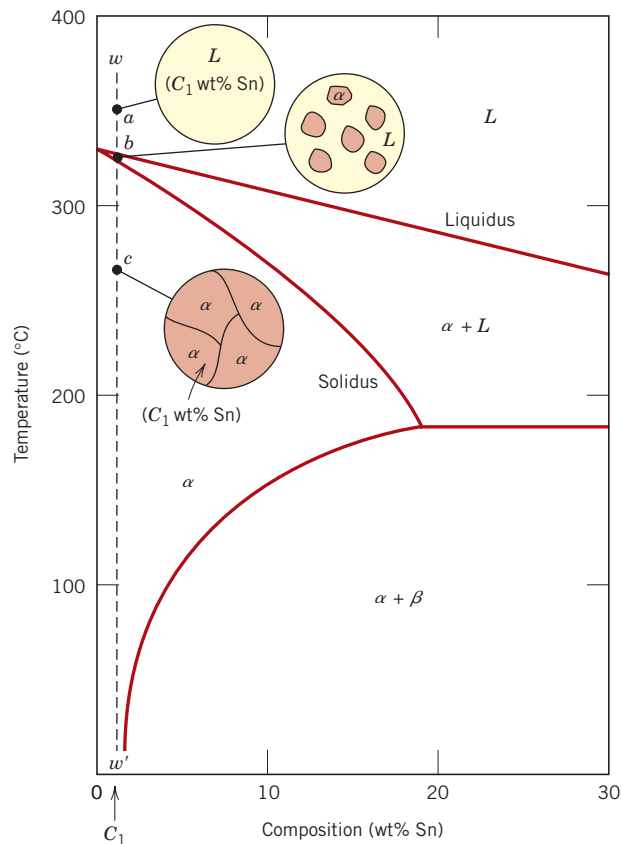 400
w
L
(C₁ wt% Sn)
a
α
L
L
b
300
Liquidus
c
α
α
α + L
α
α
200
Solidus
(C₁ wt% Sn)
Temperature (°C)
α
100
α + β
w'
0
10
20
30
C₁
Composition (wt% Sn)